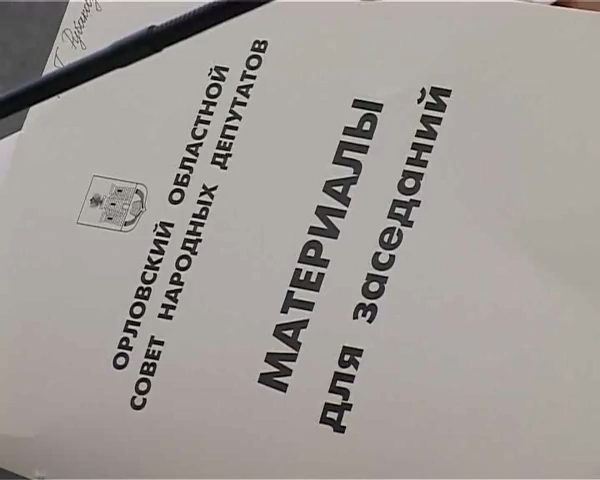 ОРЛОВСКИЙ ОБЛАСТНОЙ
СОВЕТ НАРОДНЫХ ДЕПУТАТОВ
МАТЕРИАЛЫ
для заседаний